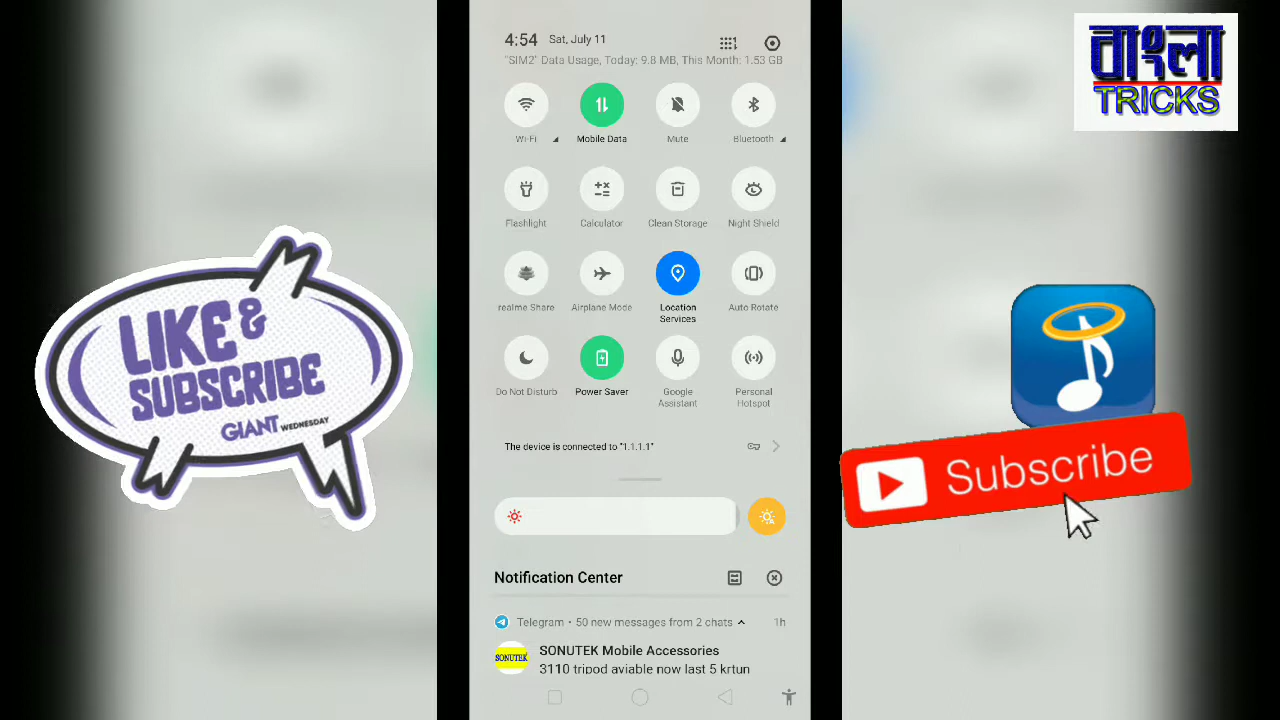 4:54 Sat, July 11
"SIM2" Data Usage, Today: 9.8 MB, This Month: 1.53 GB
Wi-Fi Mobile Data Mute Bluetooth
Flashlight Calculator Clean Storage Night Shield
realme Share Airplane Mode Location Services Auto Rotate
Do Not Disturb Power Saver Google Assistant Personal Hotspot
The device is connected to "1.1.1.1"
Notification Center
Telegram • 50 new messages from 2 chats 1h
SONUTEK
SONUTEK Mobile Accessories
3110 tripod aviable now last 5 krtun
LIKE &
SUBSCRIBE
GIANT WEDNESDAY
বাংলা
TRICKS
Subscribe